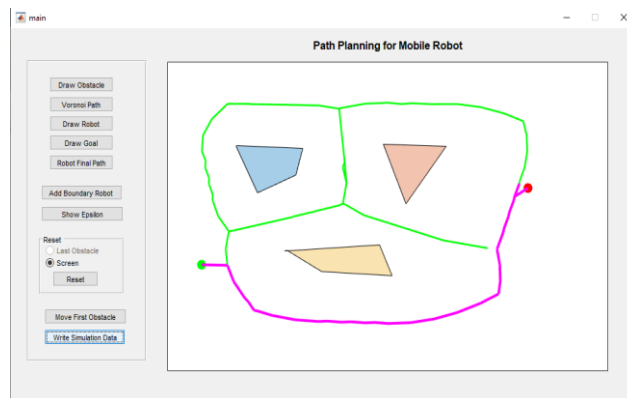 main
Path Planning for Mobile Robot
Draw Obstacle
Voronoi Path
Draw Robot
Draw Goal
Robot Final Path
Add Boundary Robot
Show Epsilon
Reset
Last Obstacle
Screen
Reset
Move First Obstacle
Write Simulation Data